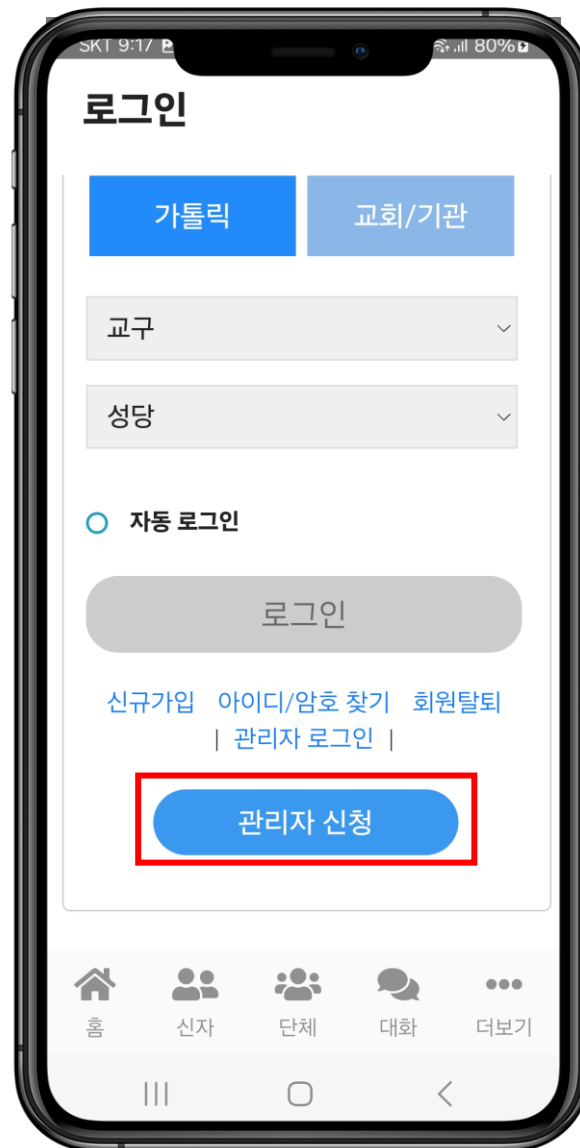 SKT 9:17
80%
로그인
가톨릭 교회/기관
교구
성당
자동 로그인
로그인
신규가입 아이디/암호 찾기 회원탈퇴
| 관리자 로그인 |
관리자 신청
홈 신자 단체 대화 더보기